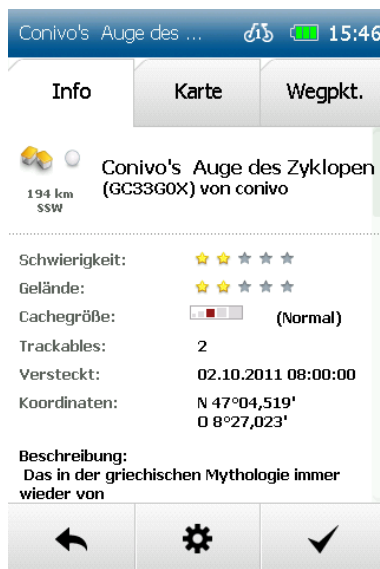 Conivo's Auge des ... 15:46
Info Karte Wegpkt.
Conivo's Auge des Zyklopen
(GC33G0X) von conivo
194 km
SSW
Schwierigkeit:
Gelände:
Cachegröße: (Normal)
Trackables: 2
Versteckt: 02.10.2011 08:00:00
Koordinaten: N 47°04,519'
O 8°27,023'
Beschreibung:
Das in der griechischen Mythologie immer
wieder von